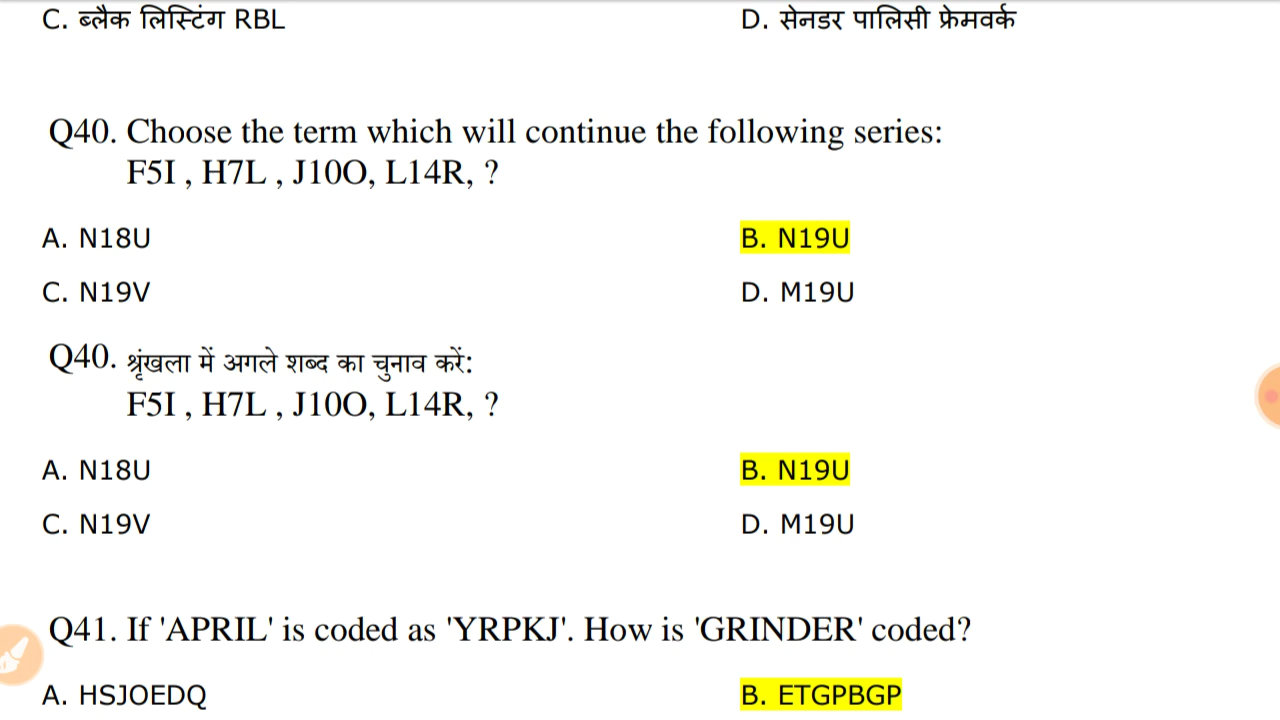 C. ब्लैक लिस्टिंग RBL D. सेनडर पालिसी फ्रेमवर्क
Q40. Choose the term which will continue the following series:
F5I , H7L , J10O, L14R, ?
A. N18U B. N19U
C. N19V D. M19U
Q40. श्रृंखला में अगले शब्द का चुनाव करें:
F5I , H7L , J10O, L14R, ?
A. N18U B. N19U
C. N19V D. M19U
Q41. If 'APRIL' is coded as 'YRPKJ'. How is 'GRINDER' coded?
A. HSJOEDQ B. ETGPBGP